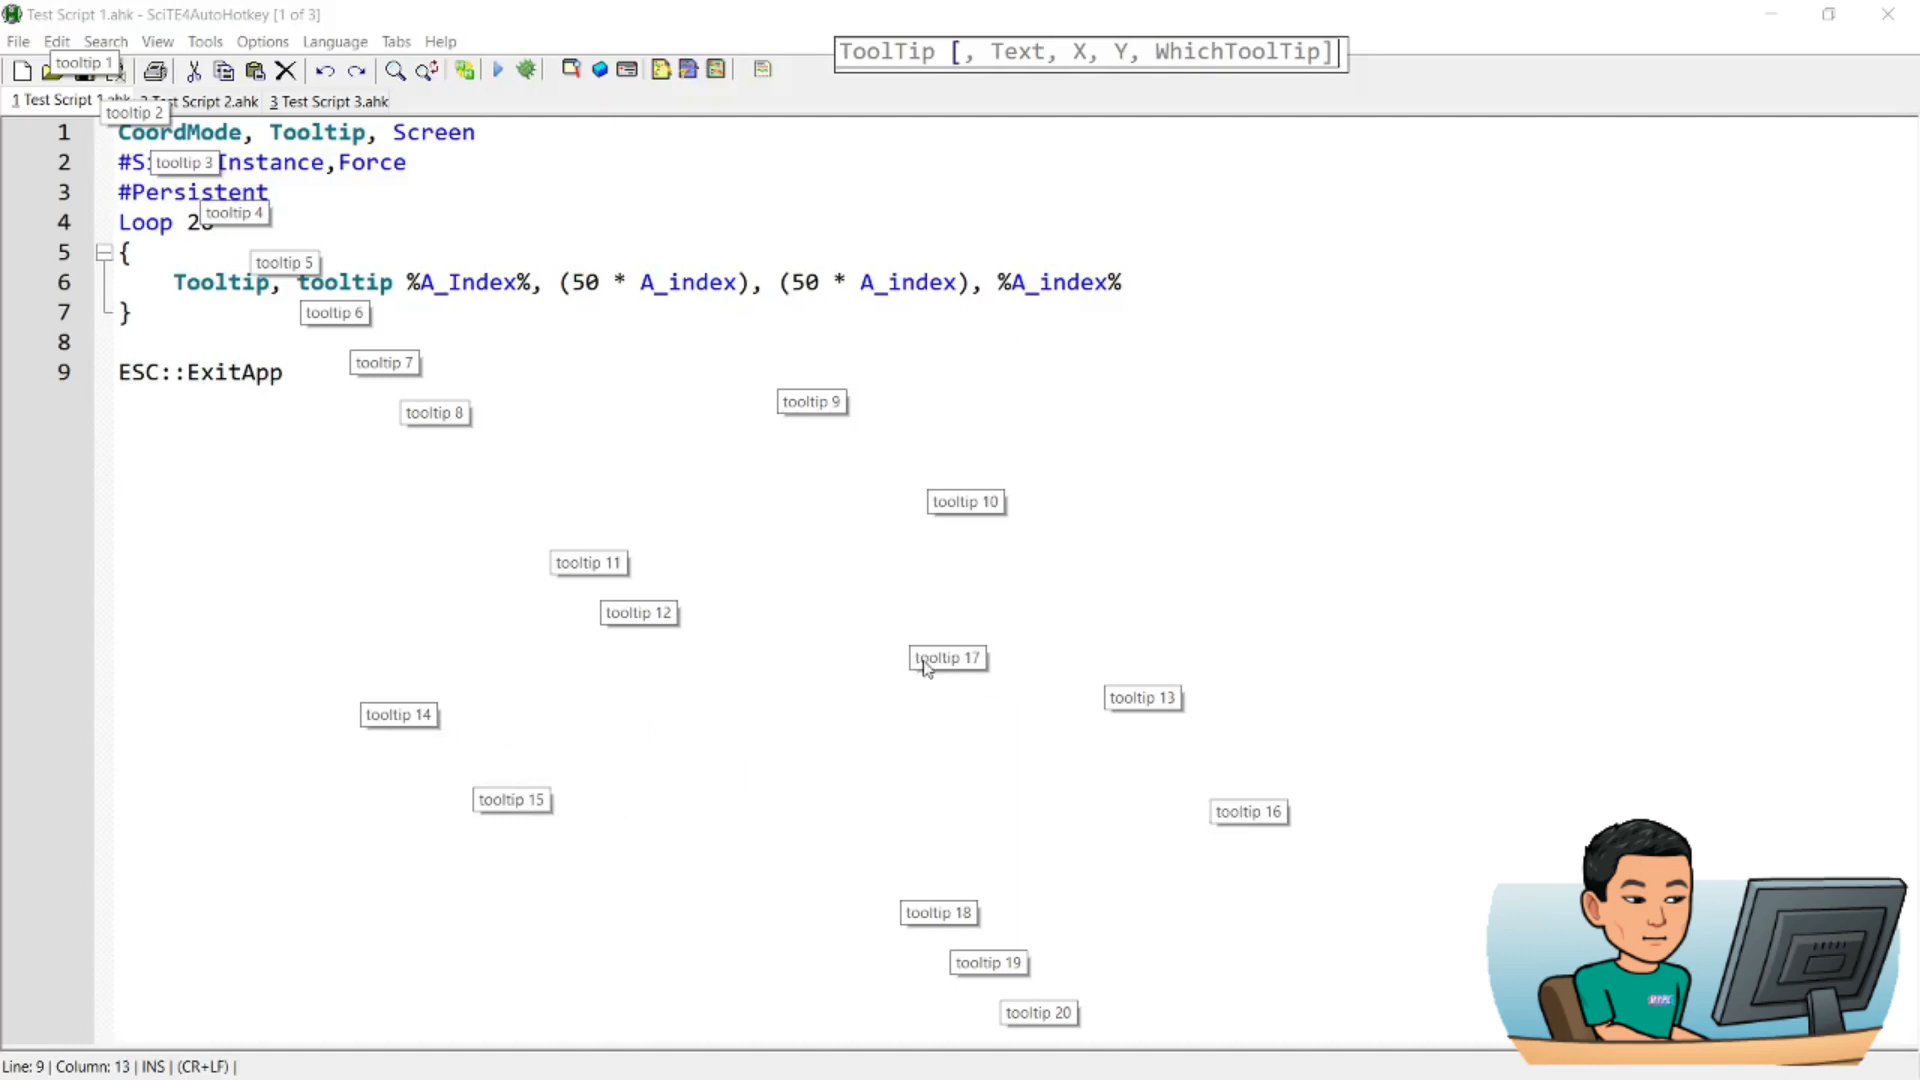 Test Script 1.ahk - SciTE4AutoHotkey [1 of 3]
File Edit Search View Tools Options Language Tabs Help
ToolTip [, Text, X, Y, WhichToolTip]
tooltip 1
1 Test Script 1.ahk Test Script 2.ahk 3 Test Script 3.ahk
tooltip 2
1 CoordMode, Tooltip, Screen
2 #S Instance,Force
tooltip 3
3 #Persistent
tooltip 4
4 Loop 20
5 {
tooltip 5
6 Tooltip, tooltip %A_Index%, (50 * A_index), (50 * A_index), %A_index%
7 }
tooltip 6
8
9 ESC::ExitApp
tooltip 7
tooltip 8
tooltip 9
tooltip 10
tooltip 11
tooltip 12
tooltip 17
tooltip 13
tooltip 14
tooltip 15
tooltip 16
tooltip 18
tooltip 19
tooltip 20
Line: 9 | Column: 13 | INS | (CR+LF) |